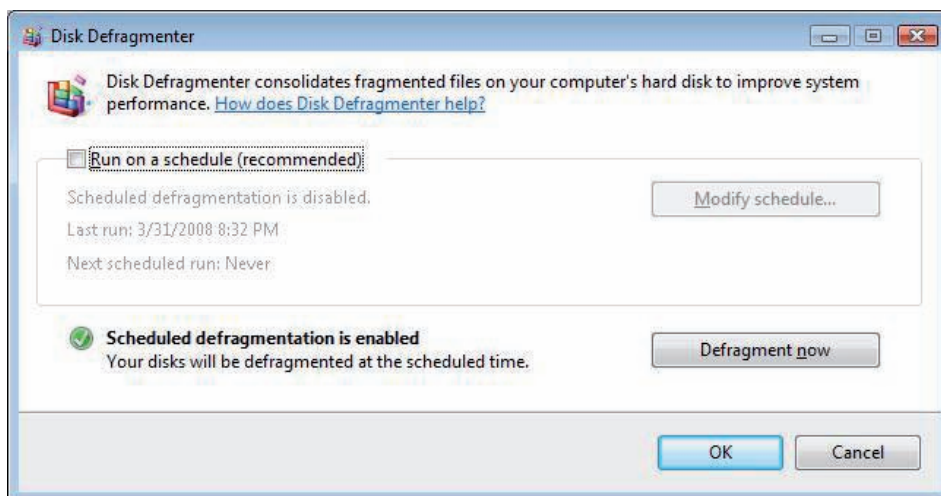 Disk Defragmenter
Disk Defragmenter consolidates fragmented files on your computer's hard disk to improve system
performance. How does Disk Defragmenter help?
Run on a schedule (recommended)
Scheduled defragmentation is disabled.
Modify schedule...
Last run: 3/31/2008 8:32 PM
Next scheduled run: Never
Scheduled defragmentation is enabled
Your disks will be defragmented at the scheduled time.
Defragment now
OK
Cancel